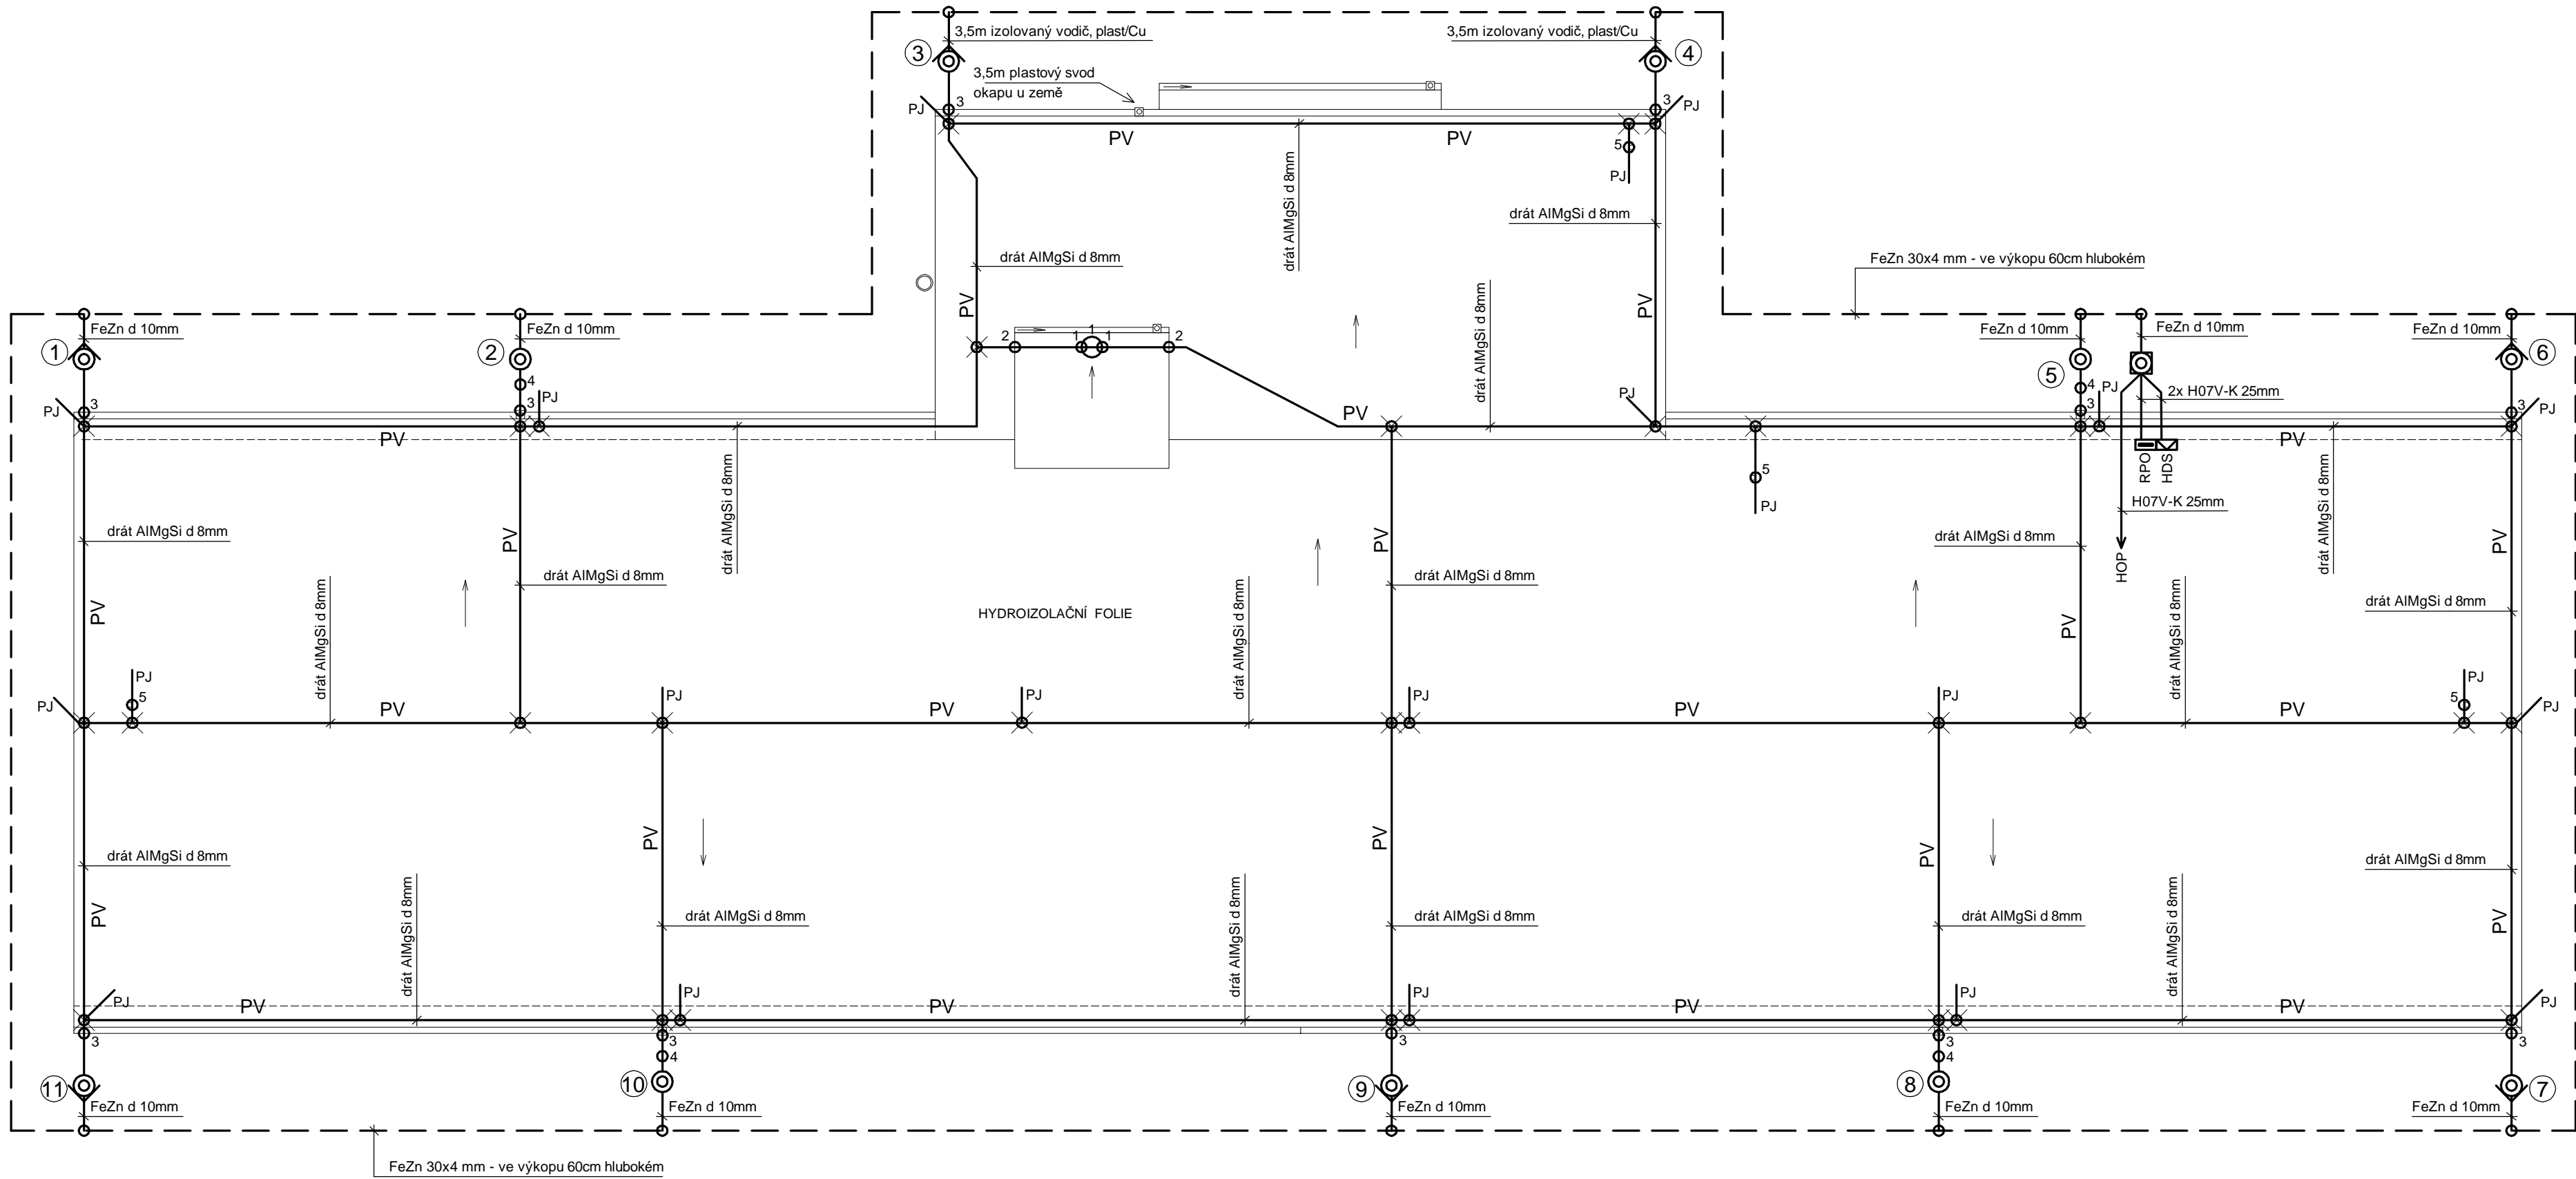 3,5m izolovaný vodič, plast/Cu
3,5m izolovaný vodič, plast/Cu
3
4
3,5m plastový svod
okapu u země
PJ
3
3
PJ
PV
PV
5
PJ
drát AlMgSi d 8mm
drát AlMgSi d 8mm
drát AlMgSi d 8mm
FeZn 30x4 mm - ve výkopu 60cm hlubokém
PV
PV
drát AlMgSi d 8mm
FeZn d 10mm
FeZn d 10mm
FeZn d 10mm
FeZn d 10mm
FeZn d 10mm
1
2
2
1
1
1
2
5
6
4
3
PJ
4
PJ
3
2x H07V-K 25mm
PJ
3
PJ
PV
3
PJ
PV
PV
RPO
HDS
5
PJ
H07V-K 25mm
HOP
drát AlMgSi d 8mm
drát AlMgSi d 8mm
drát AlMgSi d 8mm
PV
PV
drát AlMgSi d 8mm
PV
drát AlMgSi d 8mm
drát AlMgSi d 8mm
HYDROIZOLAČNÍ FOLIE
drát AlMgSi d 8mm
PV
PV
drát AlMgSi d 8mm
drát AlMgSi d 8mm
drát AlMgSi d 8mm
PJ
5
PJ
PJ
PJ
PJ
PJ
PJ
5
PJ
PV
PV
PV
PV
drát AlMgSi d 8mm
PV
PV
PV
drát AlMgSi d 8mm
PV
drát AlMgSi d 8mm
drát AlMgSi d 8mm
drát AlMgSi d 8mm
PV
drát AlMgSi d 8mm
drát AlMgSi d 8mm
drát AlMgSi d 8mm
PJ
PV
PJ
PV
PJ
PV
PJ
PV
PJ
3
3
4
3
3
4
3
11
10
9
8
7
FeZn d 10mm
FeZn d 10mm
FeZn d 10mm
FeZn d 10mm
FeZn d 10mm
FeZn 30x4 mm - ve výkopu 60cm hlubokém